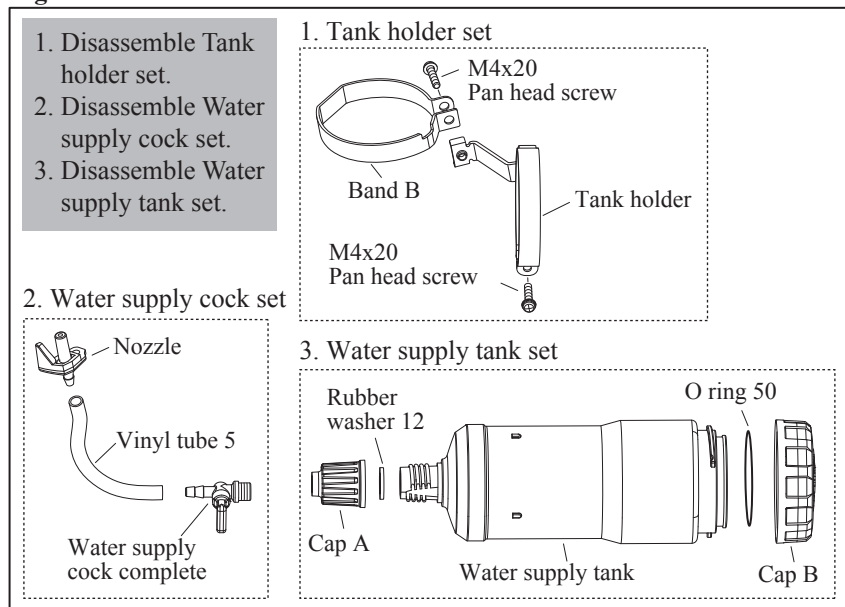 1. Disassemble Tank
holder set.
2. Disassemble Water
supply cock set.
3. Disassemble Water
supply tank set.
1. Tank holder set
M4x20
Pan head screw
Band B
Tank holder
M4x20
Pan head screw
2. Water supply cock set
Nozzle
Vinyl tube 5
Water supply
cock complete
3. Water supply tank set
Rubber
washer 12
O ring 50
Cap A
Water supply tank
Cap B